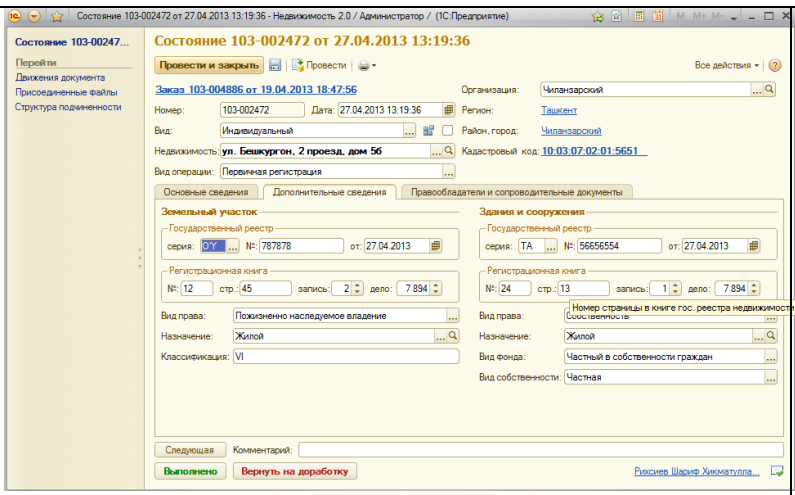 Состояние 103-002472 от 27.04.2013 13:19:36 - Недвижимость 2.0 / Администратор / (1С:Предприятие) M M+ M-
Состояние 103-00247...
Перейти
Движения документа
Присоединенные файлы
Структура подчиненности
Состояние 103-002472 от 27.04.2013 13:19:36
Провести и закрыть Провести Все действия
Заказ 103-004886 от 19.04.2013 18:47:56 Организация: Чиланзарский
Номер: 103-002472 Дата: 27.04.2013 13:19:36 Регион: Ташкент
Вид: Индивидуальный Район, город: Чиланзарский
Недвижимость: ул. Бешкургон, 2 проезд, дом 5б Кадастровый код: 10:03:07:02:01:5651
Вид операции: Первичная регистрация
Основные сведения Дополнительные сведения Правообладатели и сопроводительные документы
Земельный участок Здания и сооружения
Государственный реестр Государственный реестр
серия: O'Y №: 787878 от: 27.04.2013 серия: TA №: 56656554 от: 27.04.2013
Регистрационная книга Регистрационная книга
№: 12 стр.: 45 запись: 2 дело: 7 894 №: 24 стр.: 13 запись: 1 дело: 7 894
Номер страницы в книге гос. реестра недвижимости
Вид права: Пожизненно наследуемое владение Вид права: Собственность
Назначение: Жилой Назначение: Жилой
Классификация: VI Вид фонда: Частный в собственности граждан
Вид собственности: Частная
Следующая Комментарий:
Выполнено Вернуть на доработку Рихсиев Шариф Хикматулла...